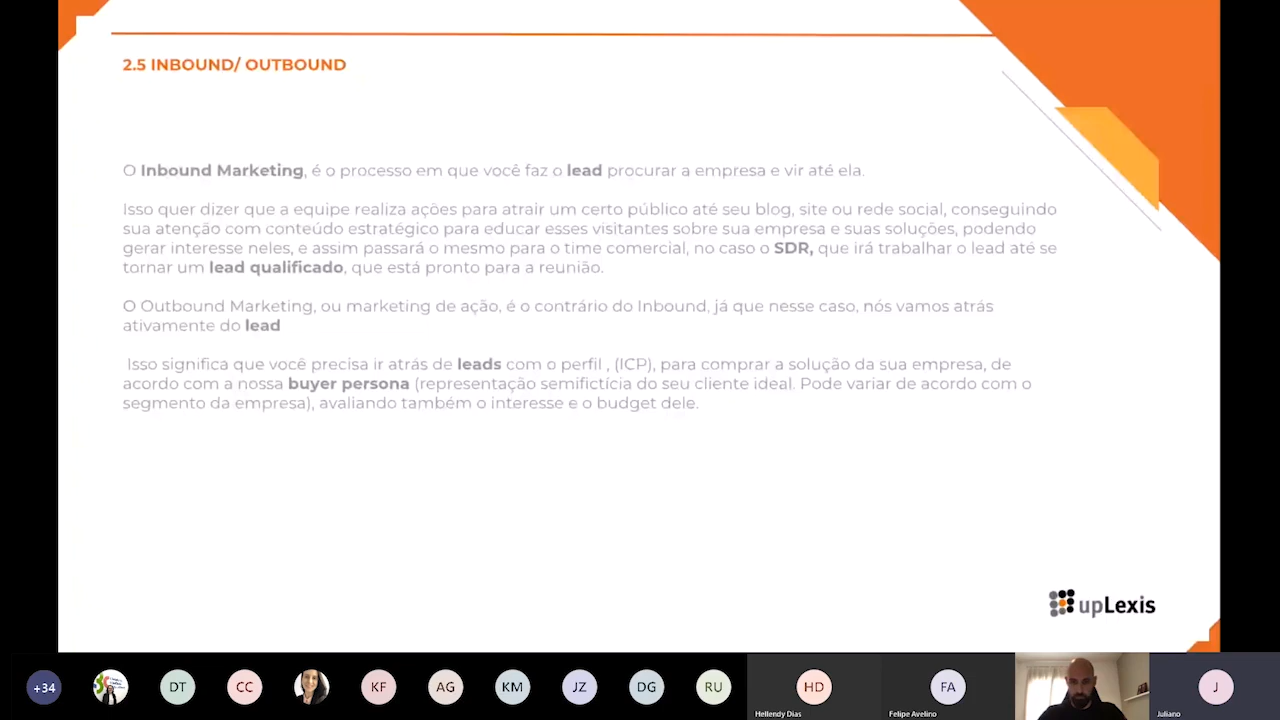 2.5 INBOUND/ OUTBOUND
O Inbound Marketing, é o processo em que você faz o lead procurar a empresa e vir até ela.
Isso quer dizer que a equipe realiza ações para atrair um certo público até seu blog, site ou rede social, conseguindo
sua atenção com conteúdo estratégico para educar esses visitantes sobre sua empresa e suas soluções, podendo
gerar interesse neles, e assim passará o mesmo para o time comercial, no caso o SDR, que irá trabalhar o lead até se
tornar um lead qualificado, que está pronto para a reunião.
O Outbound Marketing, ou marketing de ação, é o contrário do Inbound, já que nesse caso, nós vamos atrás
ativamente do lead
Isso significa que você precisa ir atrás de leads com o perfil , (ICP), para comprar a solução da sua empresa, de
acordo com a nossa buyer persona (representação semifictícia do seu cliente ideal. Pode variar de acordo com o
segmento da empresa), avaliando também o interesse e o budget dele.
upLexis
+34 DT CC KF AG KM JZ DG RU HD FA J
Hellendy Dias Felipe Avelino Juliano